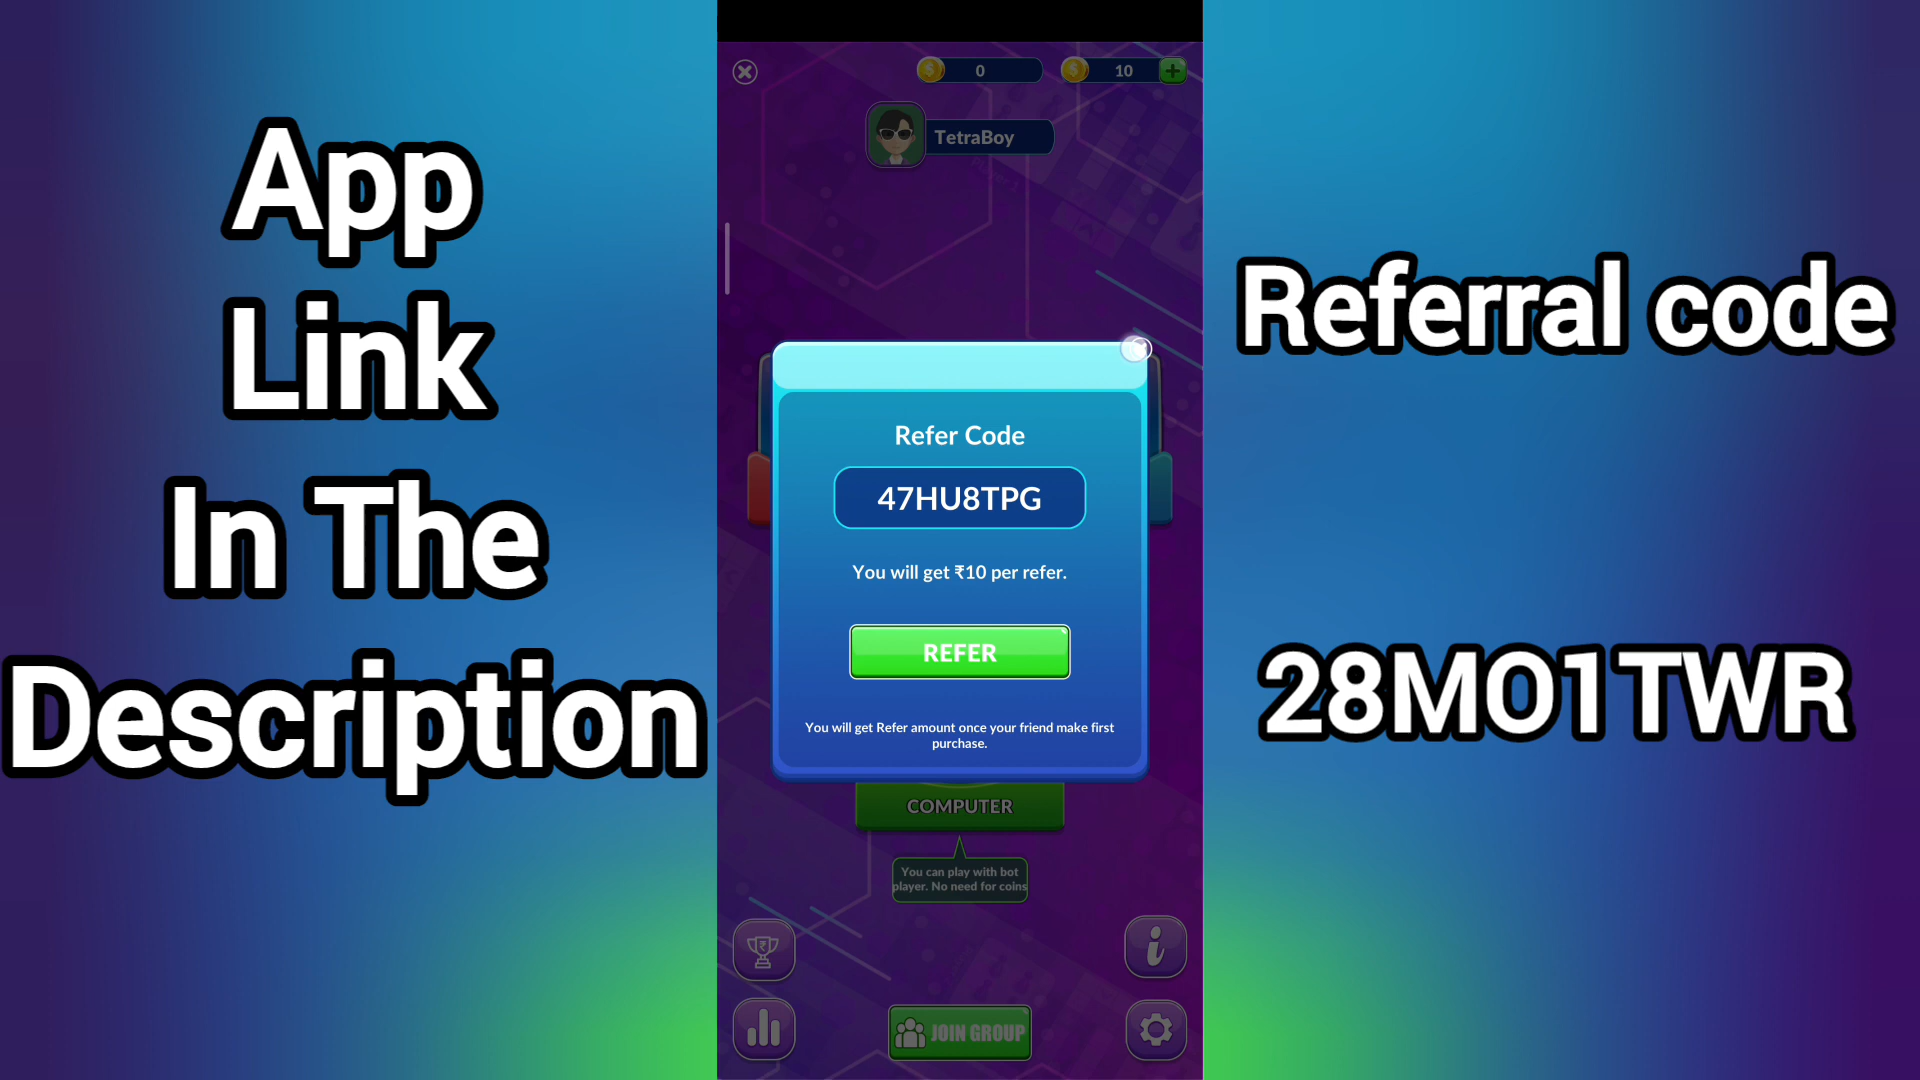 App
Link
In The
Description
0
10
TetraBoy
Refer Code
47HU8TPG
You will get ₹10 per refer.
REFER
You will get Refer amount once your friend make first
purchase.
COMPUTER
You can play with bot
player. No need for coins
JOIN GROUP
Referral code
28MO1TWR